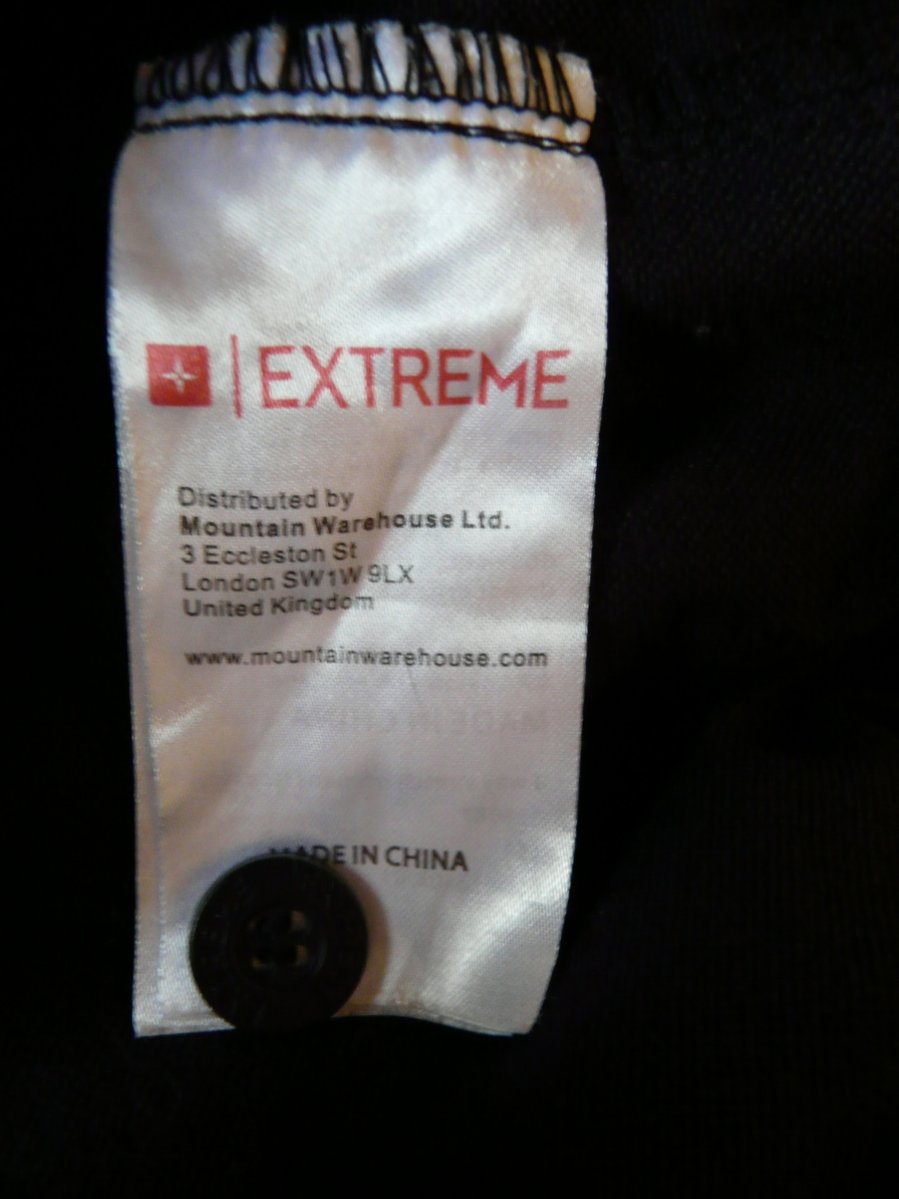 EXTREME
Distributed by
Mountain Warehouse Ltd.
3 Eccleston St
London SW1W 9LX
United Kingdom
www.mountainwarehouse.com
MADE IN CHINA